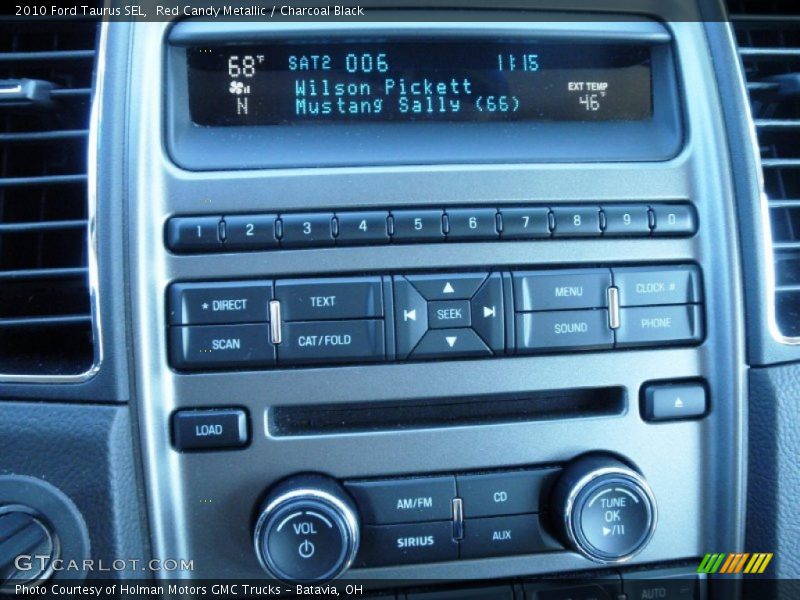 2010 Ford Taurus SEL,  Red Candy Metallic / Charcoal Black
68°F SAT2 006 11:15
Wilson Pickett EXT TEMP
N Mustang Sally (66) 46°F
1 2 3 4 5 6 7 8 9 0
* DIRECT TEXT MENU CLOCK #
SEEK
SCAN CAT/FOLD SOUND PHONE
LOAD
AM/FM CD TUNE
VOL OK
SIRIUS AUX
GTCARLOT.COM
AUTO
Photo Courtesy of Holman Motors GMC Trucks – Batavia, OH